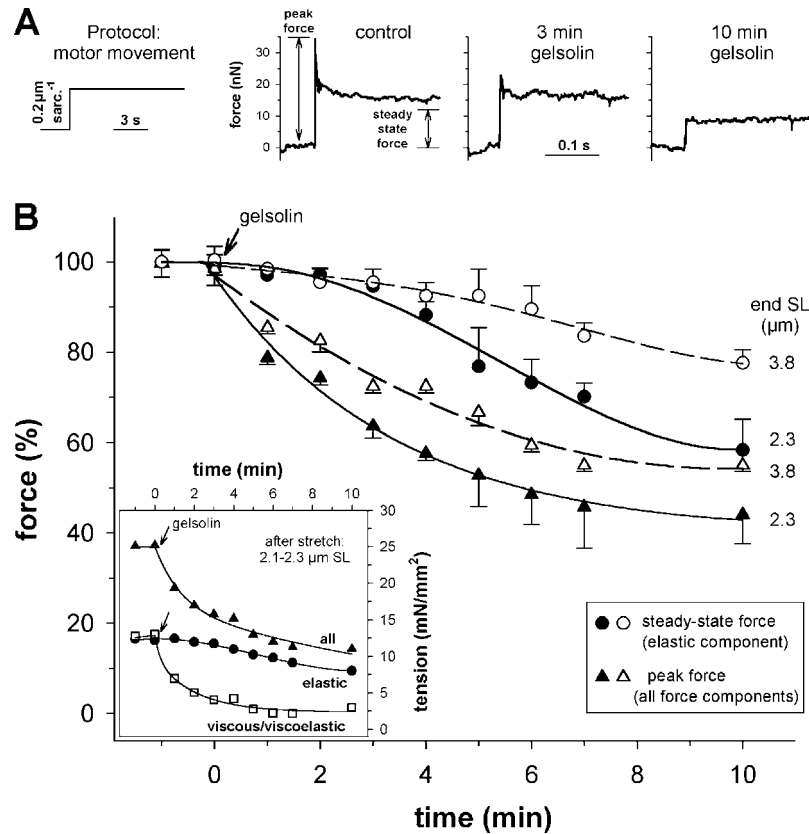 A
Protocol:
motor movement
0.2 µm
sarc.⁻¹
3 s
peak
force
control
3 min
gelsolin
10 min
gelsolin
force (nN)
30
20
10
0
steady
state
force
0.1 s
B
gelsolin
end SL
(µm)
3.8
2.3
3.8
2.3
force (%)
100
80
60
40
20
0
time (min)
0 2 4 6 8 10
gelsolin
after stretch:
2.1-2.3 µm SL
all
elastic
viscous/viscoelastic
30
25
20
15
10
5
0
tension (mN/mm²)
steady-state force
(elastic component)
peak force
(all force components)
0 2 4 6 8 10
time (min)